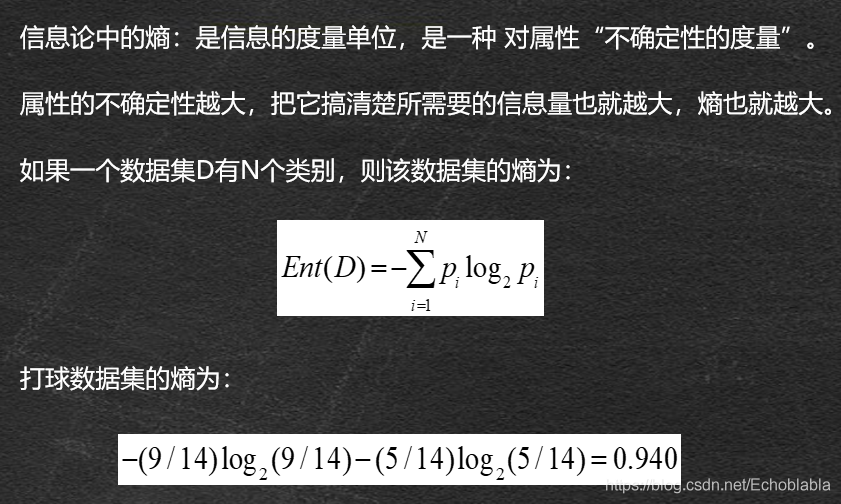 信息论中的熵：是信息的度量单位，是一种 对属性“不确定性的度量”。
属性的不确定性越大，把它搞清楚所需要的信息量也就越大，熵也就越大。
如果一个数据集D有N个类别，则该数据集的熵为：
Ent(D)=-∑_{i=1}^{N} p_i log_2 p_i
打球数据集的熵为：
-(9/14)log_2(9/14)-(5/14)log_2(5/14)=0.940
https://blog.csdn.net/Echoblabla